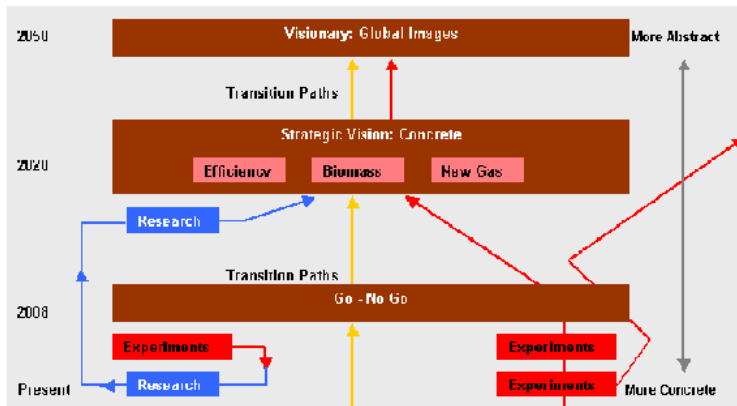 2050
Visionary: Global Images
More Abstract
Transition Paths
Strategic Vision: Concrete
2020
Efficiency
Biomass
New Gas
Research
Transition Paths
Go - No Go
2008
Experiments
Experiments
Present
Research
Experiments
More Concrete